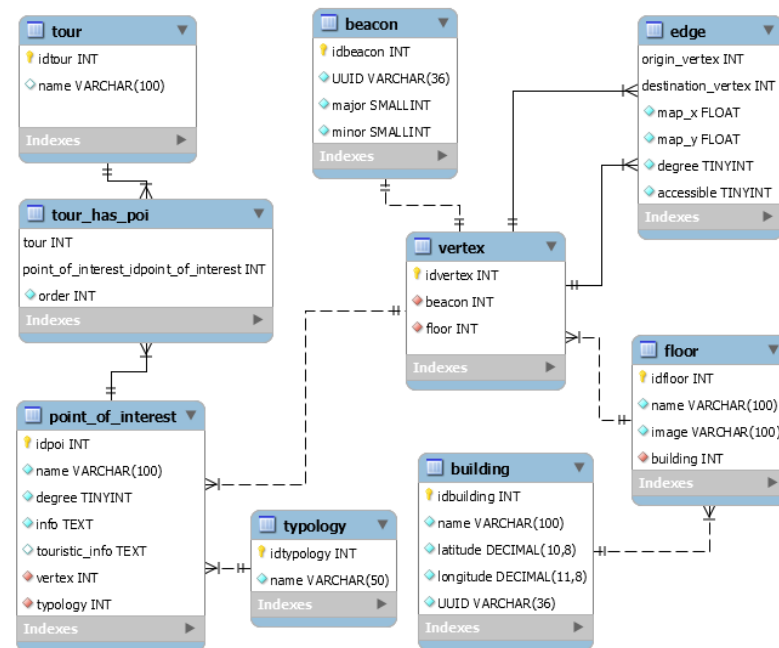 tour
idtour INT
name VARCHAR(100)
Indexes
beacon
idbeacon INT
UUID VARCHAR(36)
major SMALLINT
minor SMALLINT
Indexes
edge
origin_vertex INT
destination_vertex INT
map_x FLOAT
map_y FLOAT
degree TINYINT
accessible TINYINT
Indexes
tour_has_poi
tour INT
point_of_interest_idpoint_of_interest INT
order INT
Indexes
vertex
idvertex INT
beacon INT
floor INT
Indexes
floor
idfloor INT
name VARCHAR(100)
image VARCHAR(100)
building INT
Indexes
point_of_interest
idpoi INT
name VARCHAR(100)
degree TINYINT
info TEXT
touristic_info TEXT
vertex INT
typology INT
Indexes
typology
idtypology INT
name VARCHAR(50)
Indexes
building
idbuilding INT
name VARCHAR(100)
latitude DECIMAL(10,8)
longitude DECIMAL(11,8)
UUID VARCHAR(36)
Indexes